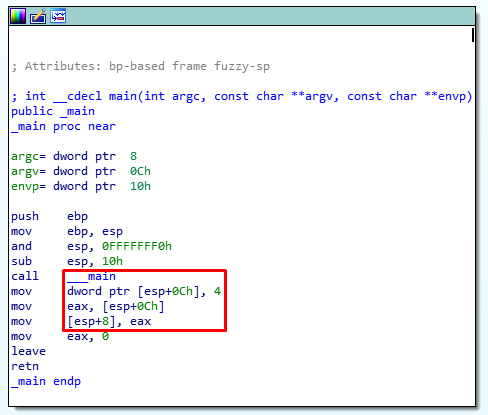 ; Attributes: bp-based frame fuzzy-sp
; int __cdecl main(int argc, const char **argv, const char **envp)
public _main
_main proc near
argc= dword ptr  8
argv= dword ptr  0Ch
envp= dword ptr  10h
push    ebp
mov     ebp, esp
and     esp, 0FFFFFFF0h
sub     esp, 10h
call    ___main
mov     dword ptr [esp+0Ch], 4
mov     eax, [esp+0Ch]
mov     [esp+8], eax
mov     eax, 0
leave
retn
_main endp